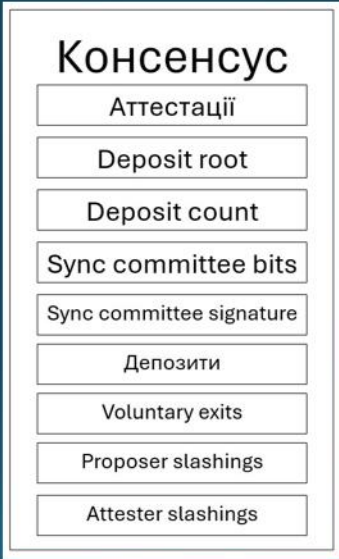 Консенсус
Аттестації
Deposit root
Deposit count
Sync committee bits
Sync committee signature
Депозити
Voluntary exits
Proposer slashings
Attester slashings